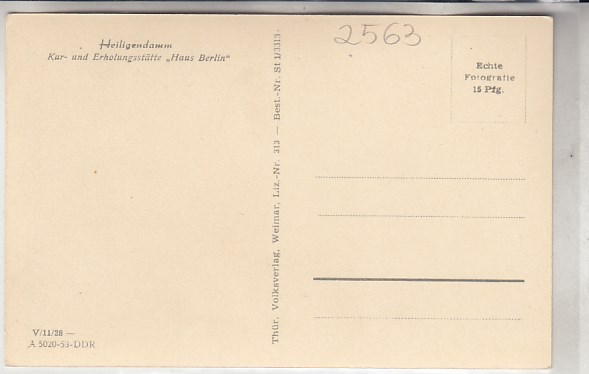 Heiligendamm
Kur- und Erholungsstätte „Haus Berlin“
2563
Echte
Fotografie
15 Pfg.
Thür. Volksverlag, Weimar, Liz.-Nr. 313 — Best.-Nr. St 1/3313
V/11/28 —
A 5020-53-DDR